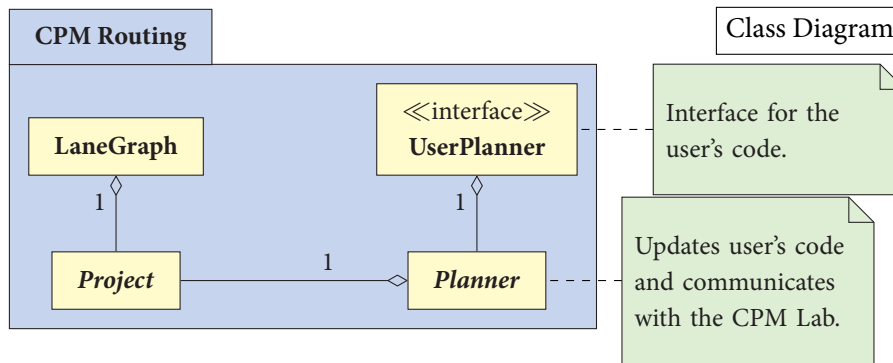 CPM Routing
Class Diagram
≪interface≫
UserPlanner
Interface for the
user's code.
LaneGraph
1
1
Project
1
Planner
Updates user's code
and communicates
with the CPM Lab.